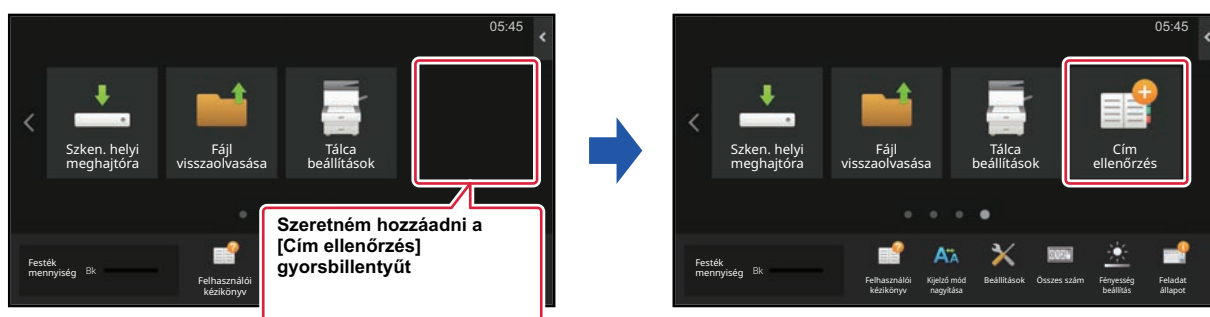 05:45
Szken. helyi
meghajtóra
Fájl
visszaolvasása
Tálca
beállítások
Szeretném hozzáadni a
[Cím ellenőrzés]
gyorsbillentyűt
Festék
mennyiség Bk
Felhasználói
kézikönyv
05:45
Szken. helyi
meghajtóra
Fájl
visszaolvasása
Tálca
beállítások
Cím
ellenőrzés
Festék
mennyiség Bk
Felhasználói
kézikönyv
Kijelző mód
nagyítása
Beállítások
Összes szám
Fényesség
beállítás
Feladat
állapot